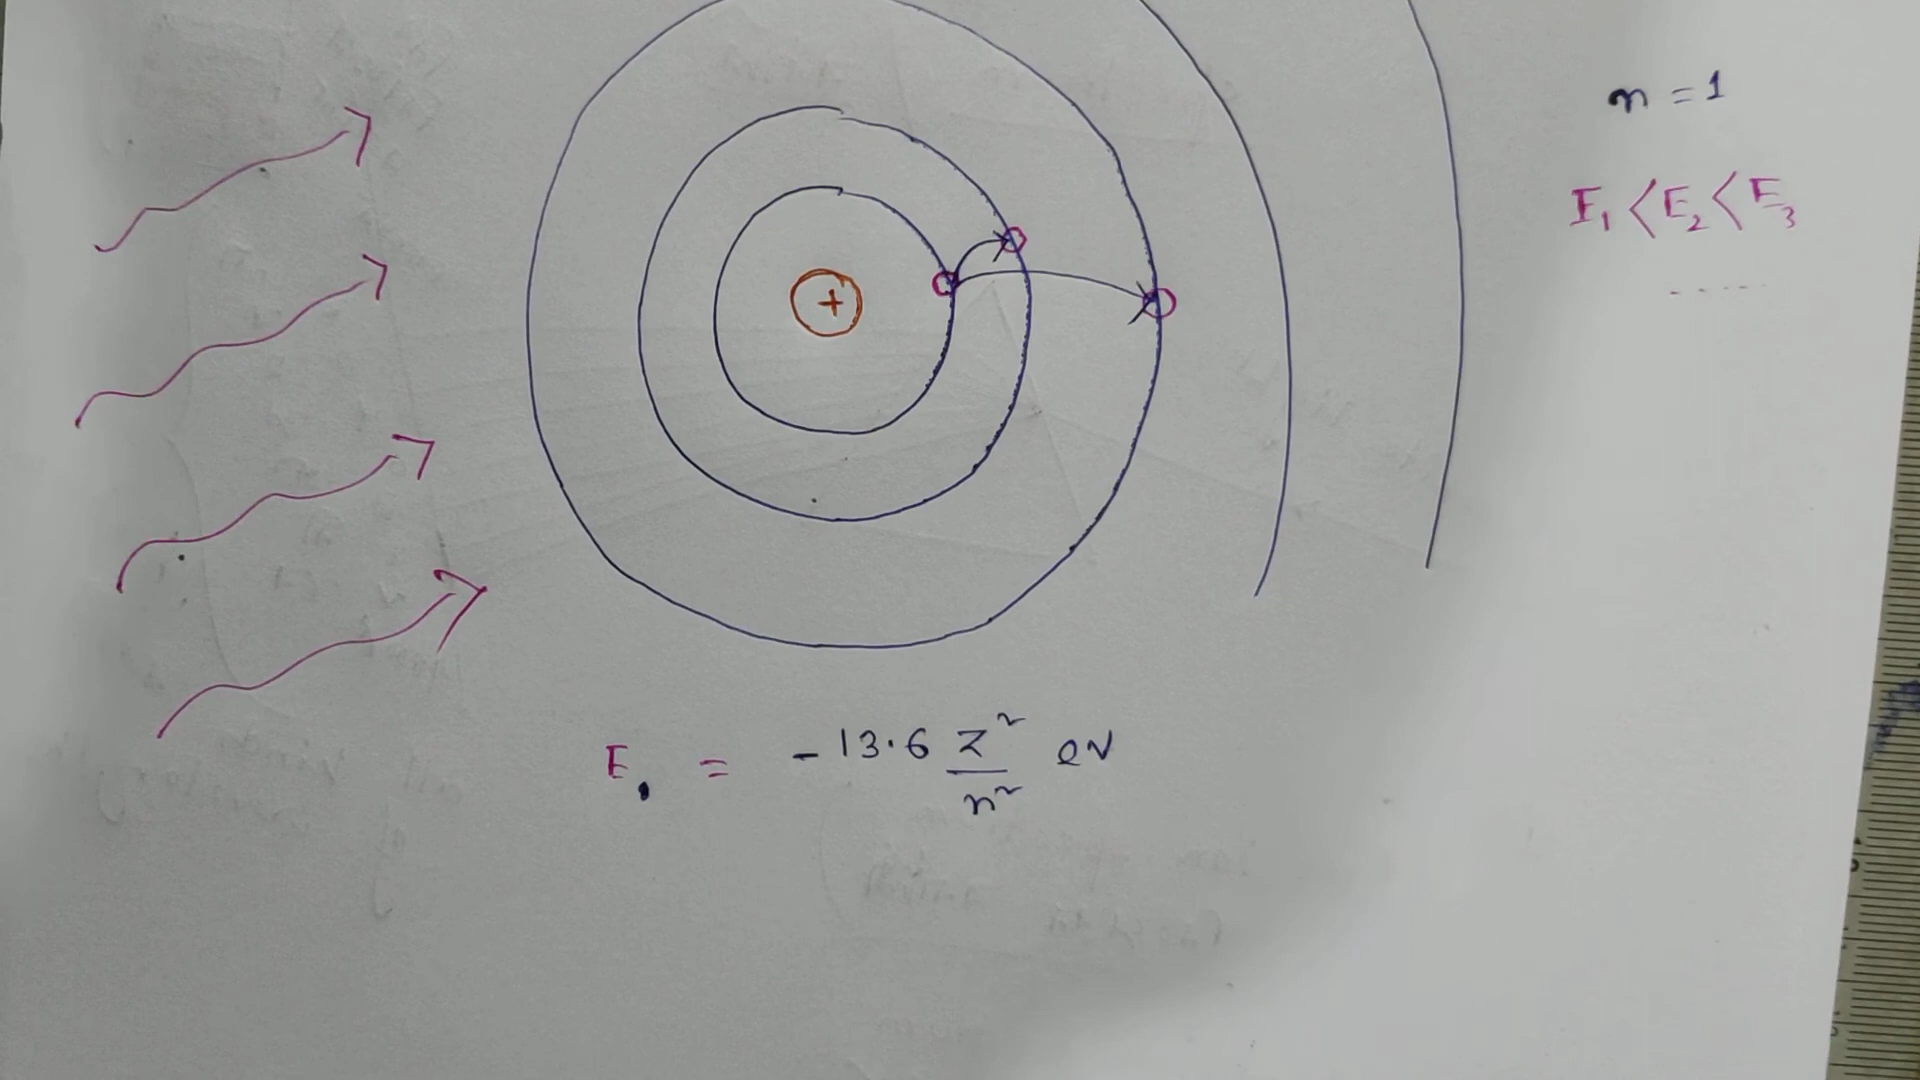 n = 1
E₁ < E₂ < E₃
.....
+
E. = -13.6 Z²/n² eV